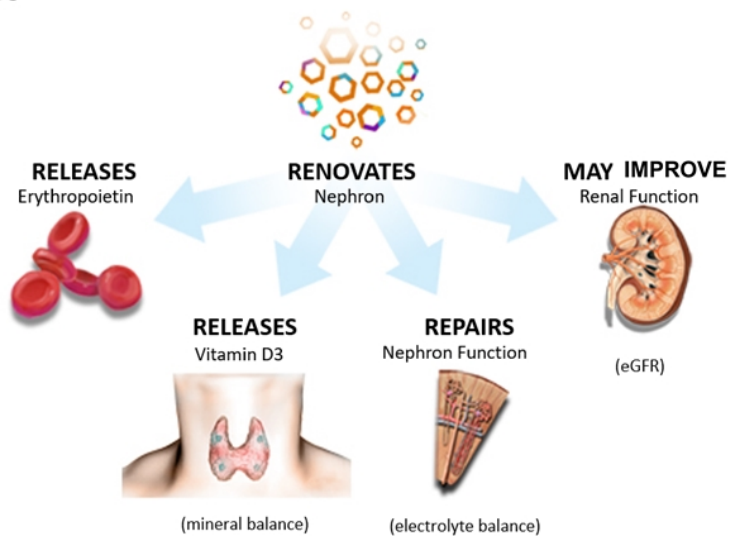 RENOVATES
Nephron
RELEASES
Erythropoietin
MAY IMPROVE
Renal Function
(eGFR)
RELEASES
Vitamin D3
(mineral balance)
REPAIRS
Nephron Function
(electrolyte balance)